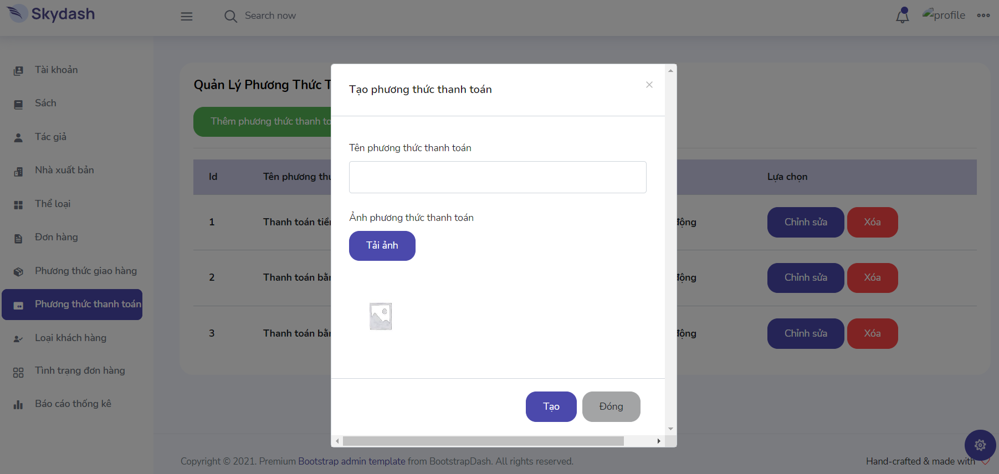 Skydash
Search now
profile
Tài khoản
Sách
Tác giả
Nhà xuất bản
Thể loại
Đơn hàng
Phương thức giao hàng
Phương thức thanh toán
Loại khách hàng
Tình trạng đơn hàng
Báo cáo thống kê
Quản Lý Phương Thức T
Thêm phương thức thanh to
Id Tên phương thứ Lựa chọn
1 Thanh toán tiền động Chỉnh sửa Xóa
2 Thanh toán bằn động Chỉnh sửa Xóa
3 Thanh toán bằn động Chỉnh sửa Xóa
Tạo phương thức thanh toán
×
Tên phương thức thanh toán
Ảnh phương thức thanh toán
Tải ảnh
Tạo Đóng
Copyright © 2021. Premium Bootstrap admin template from BootstrapDash. All rights reserved.
Hand-crafted & made with